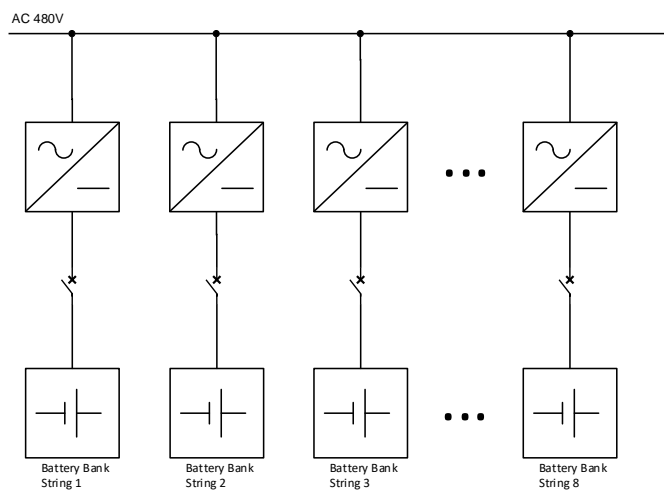 AC 480V
Battery Bank
String 1
Battery Bank
String 2
Battery Bank
String 3
Battery Bank
String 8